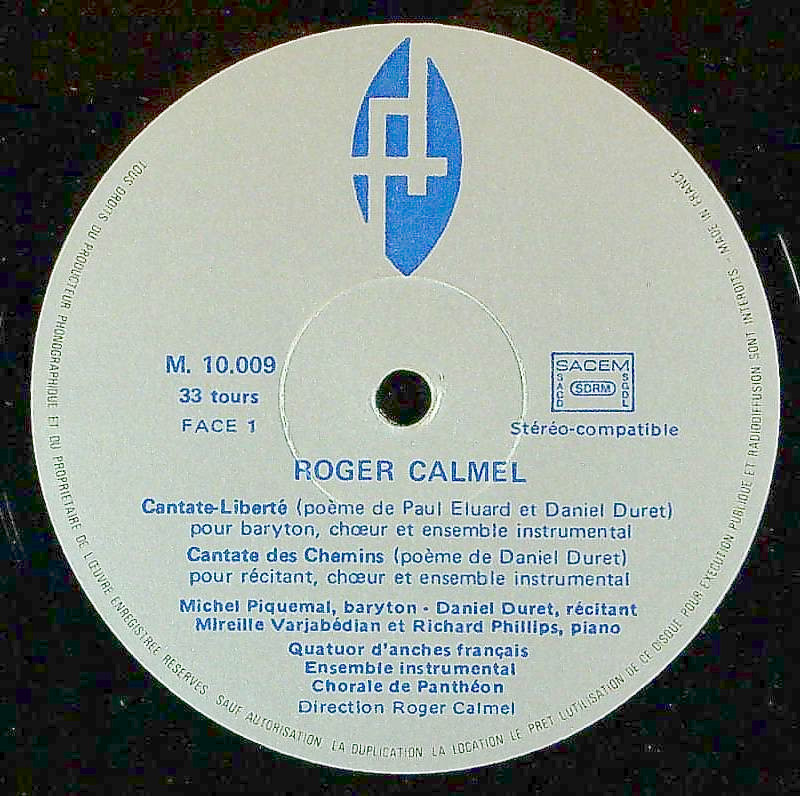 M. 10.009
33 tours
FACE 1
SACEM
SACD
SDRM
SGDL
Stéréo-compatible
ROGER CALMEL
Cantate-Liberté (poème de Paul Eluard et Daniel Duret)
pour baryton, chœur et ensemble instrumental
Cantate des Chemins (poème de Daniel Duret)
pour récitant, chœur et ensemble instrumental
Michel Piquemal, baryton - Daniel Duret, récitant
Mireille Varjabédian et Richard Phillips, piano
Quatuor d'anches français
Ensemble instrumental
Chorale de Panthéon
Direction Roger Calmel
TOUS DROITS DU PRODUCTEUR PHONOGRAPHIQUE ET DU PROPRIETAIRE DE L'ŒUVRE ENREGISTREE RESERVES. SAUF AUTORISATION LA DUPLICATION LA LOCATION LE PRET L'UTILISATION DE CE DISQUE POUR EXECUTION PUBLIQUE ET RADIODIFFUSION SONT INTERDITS - MADE IN FRANCE